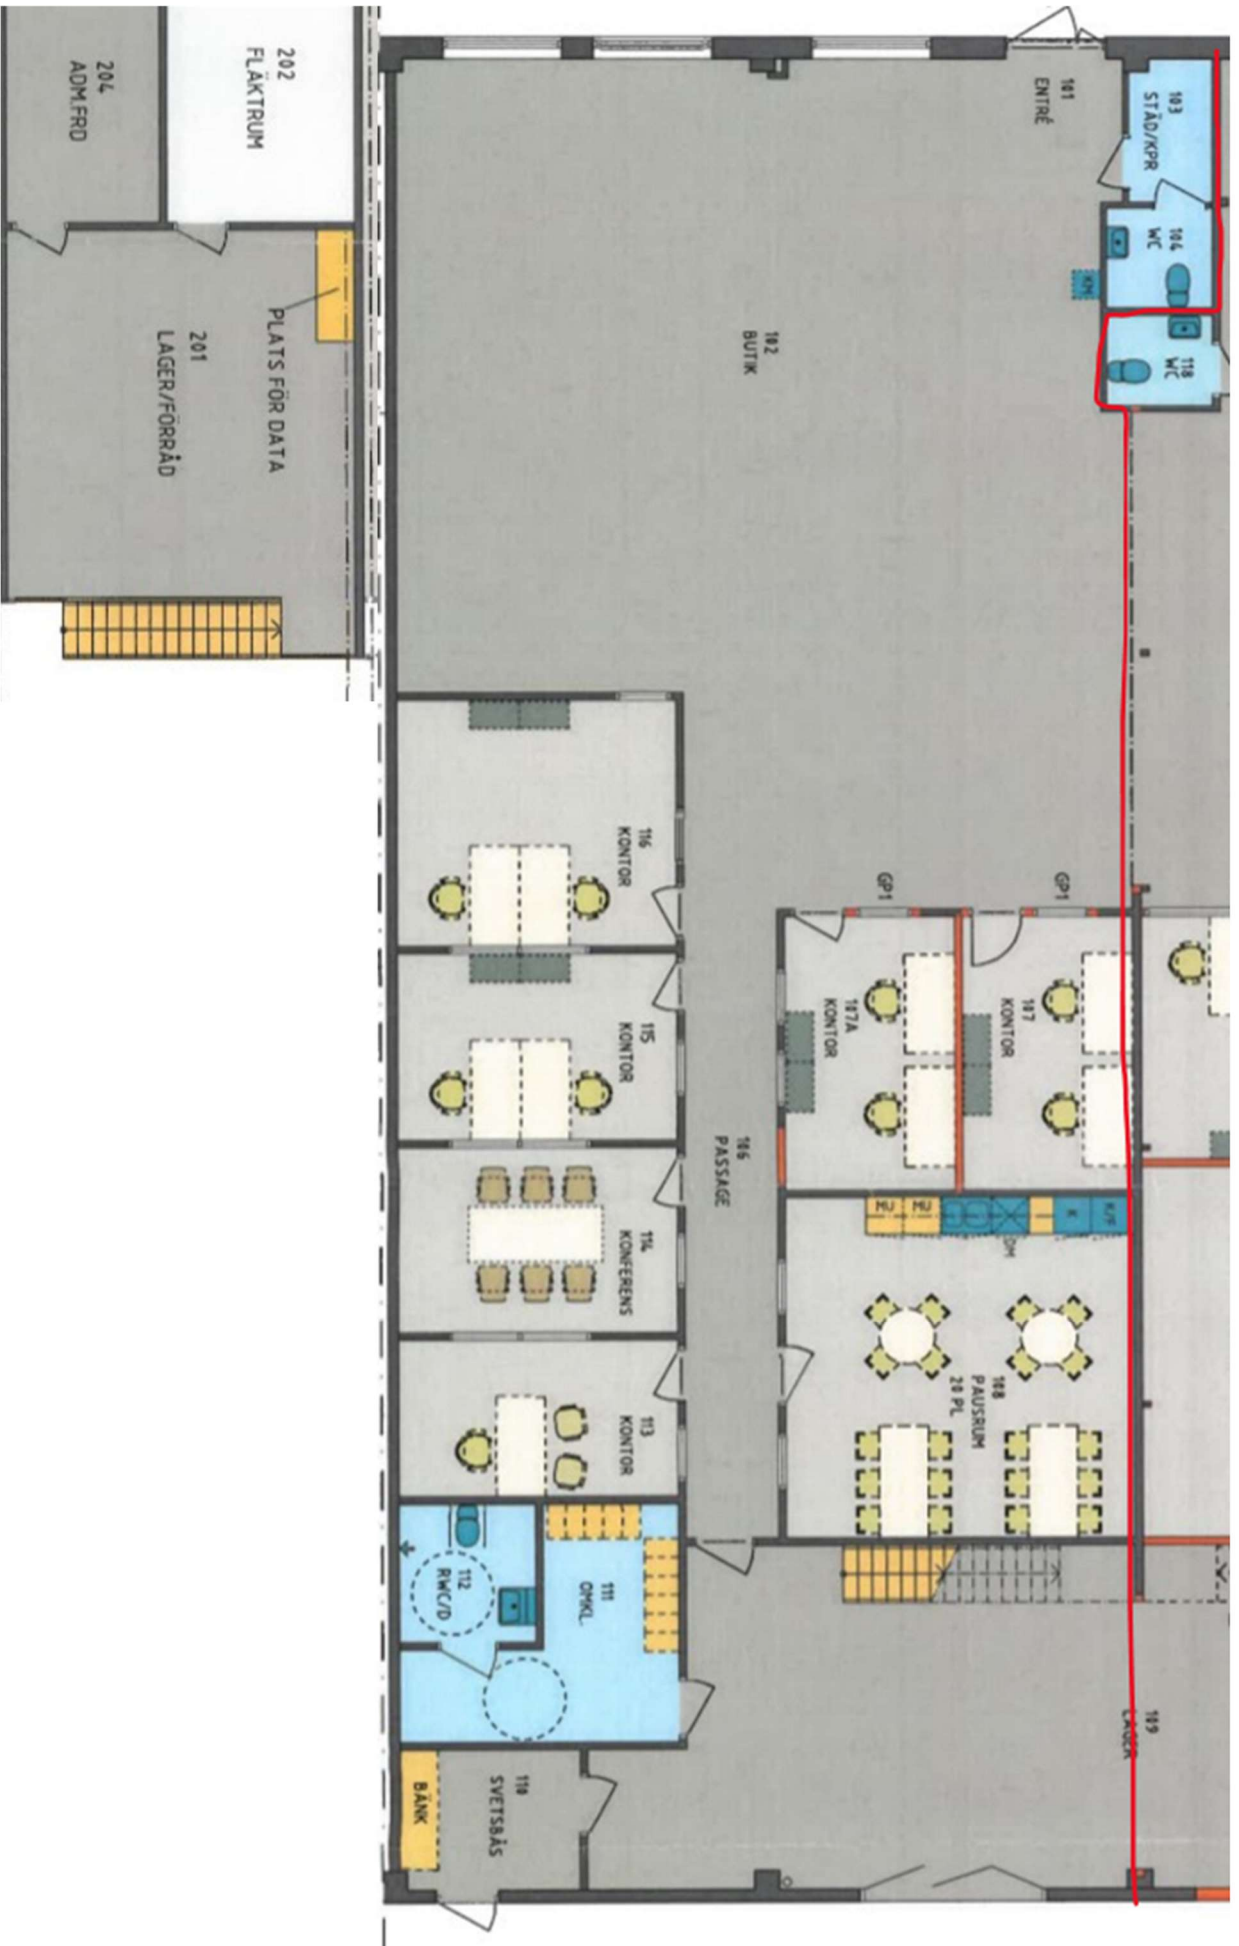 204
ADM.FRD
202
FLÄKTRUM
PLATS FÖR DATA
201
LAGER/FÖRRÅD
101
ENTRÉ
103
STÄD/KPR
104
WC
KM
118
WC
102
BUTIK
116
KONTOR
GP1
GP1
115
KONTOR
107A
KONTOR
107
KONTOR
106
PASSAGE
114
KONFERENS
MU
MU
DM
K
K/F
108
PAUSRUM
20 PL
113
KONTOR
112
RWC/D
111
OMKL.
109
LAGER
110
SVETSBÅS
BÄNK